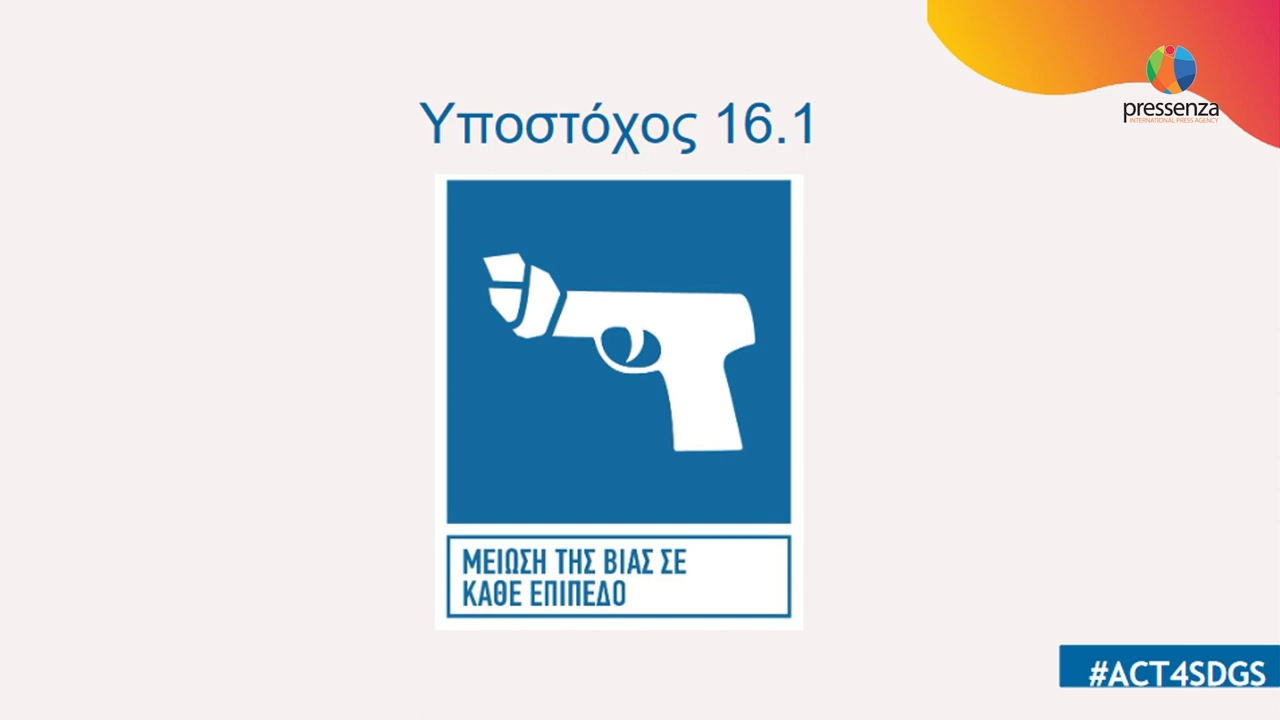 Υποστόχος 16.1
pressenza
INTERNATIONAL PRESS AGENCY
ΜΕΙΩΣΗ ΤΗΣ ΒΙΑΣ ΣΕ
ΚΑΘΕ ΕΠΙΠΕΔΟ
#ACT4SDGS